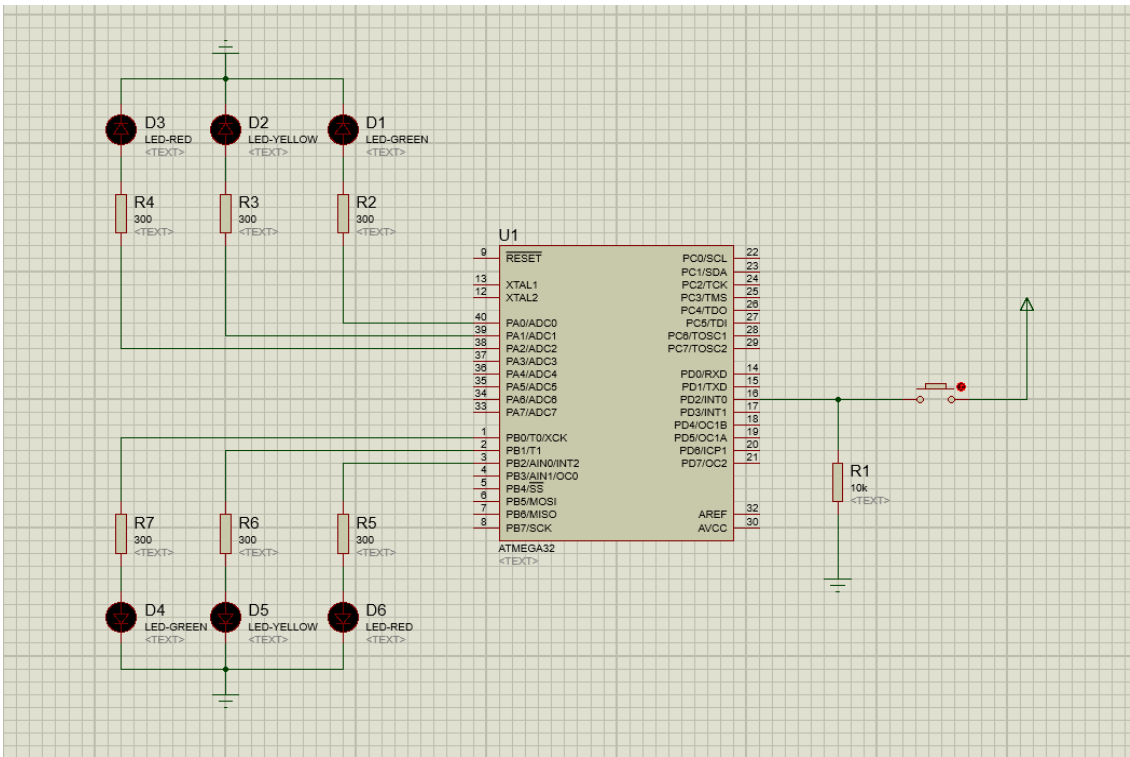 D3
LED-RED
<TEXT>
D2
LED-YELLOW
<TEXT>
D1
LED-GREEN
<TEXT>
R4
300
<TEXT>
R3
300
<TEXT>
R2
300
<TEXT>
U1
9 RESET
13 XTAL1
12 XTAL2
40 PA0/ADC0
39 PA1/ADC1
38 PA2/ADC2
37 PA3/ADC3
36 PA4/ADC4
35 PA5/ADC5
34 PA6/ADC6
33 PA7/ADC7
1 PB0/T0/XCK
2 PB1/T1
3 PB2/AIN0/INT2
4 PB3/AIN1/OC0
5 PB4/SS
6 PB5/MOSI
7 PB6/MISO
8 PB7/SCK
PC0/SCL 22
PC1/SDA 23
PC2/TCK 24
PC3/TMS 25
PC4/TDO 26
PC5/TDI 27
PC6/TOSC1 28
PC7/TOSC2 29
PD0/RXD 14
PD1/TXD 15
PD2/INT0 16
PD3/INT1 17
PD4/OC1B 18
PD5/OC1A 19
PD6/ICP1 20
PD7/OC2 21
AREF 32
AVCC 30
ATMEGA32
<TEXT>
R1
10k
<TEXT>
R7
300
<TEXT>
R6
300
<TEXT>
R5
300
<TEXT>
D4
LED-GREEN
<TEXT>
D5
LED-YELLOW
<TEXT>
D6
LED-RED
<TEXT>